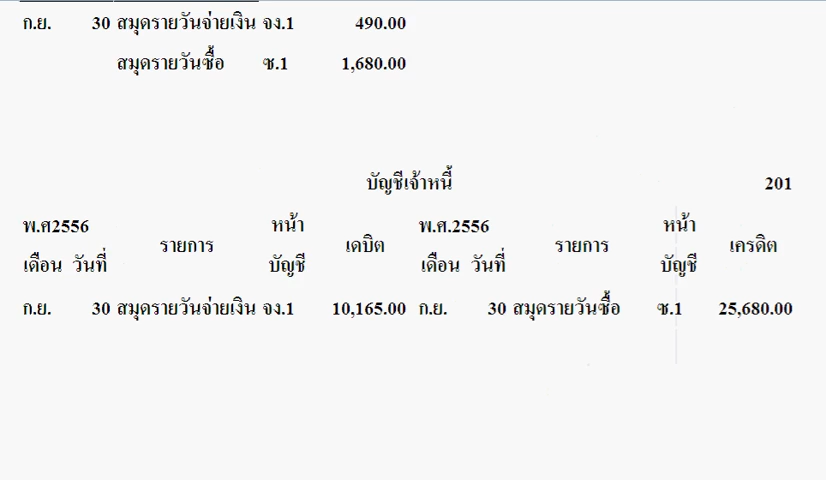 ก.ย. 30 สมุดรายวันจ่ายเงิน จง.1 490.00
สมุดรายวันซื้อ ซ.1 1,680.00
บัญชีเจ้าหนี้ 201
พ.ศ2556 หน้า พ.ศ.2556 หน้า
รายการ เดบิต รายการ เครดิต
เดือน วันที่ บัญชี เดือน วันที่ บัญชี
ก.ย. 30 สมุดรายวันจ่ายเงิน จง.1 10,165.00 ก.ย. 30 สมุดรายวันซื้อ ซ.1 25,680.00